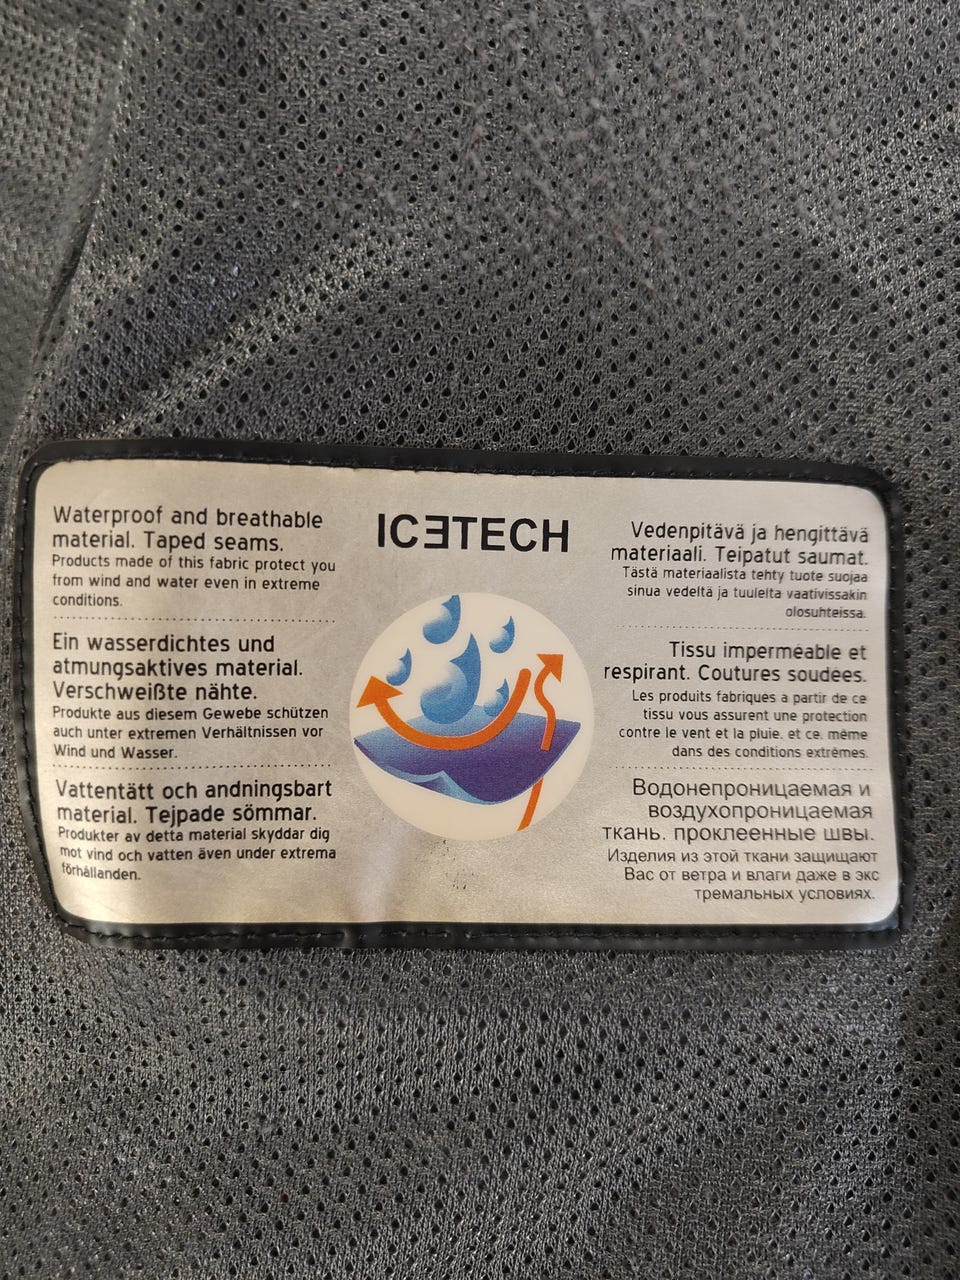 Waterproof and breathable
material. Taped seams.
Products made of this fabric protect you
from wind and water even in extreme
conditions.
Ein wasserdichtes und
atmungsaktives material.
Verschweißte nähte.
Produkte aus diesem Gewebe schützen
auch unter extremen Verhältnissen vor
Wind und Wasser.
Vattentätt och andningsbart
material. Tejpade sömmar.
Produkter av detta material skyddar dig
mot vind och vatten även under extrema
förhållanden.
ICƎTECH
Vedenpitävä ja hengittävä
materiaali. Teipatut saumat.
Tästä materiaalista tehty tuote suojaa
sinua vedeltä ja tuulelta vaativissakin
olosuhteissa.
Tissu imperméable et
respirant. Coutures soudées.
Les produits fabriqués à partir de ce
tissu vous assurent une protection
contre le vent et la pluie, et ce, même
dans des conditions extrêmes.
Водонепроницаемая и
воздухопроницаемая
ткань. проклеенные швы.
Изделия из этой ткани защищают
Вас от ветра и влаги даже в экс
тремальных условиях.